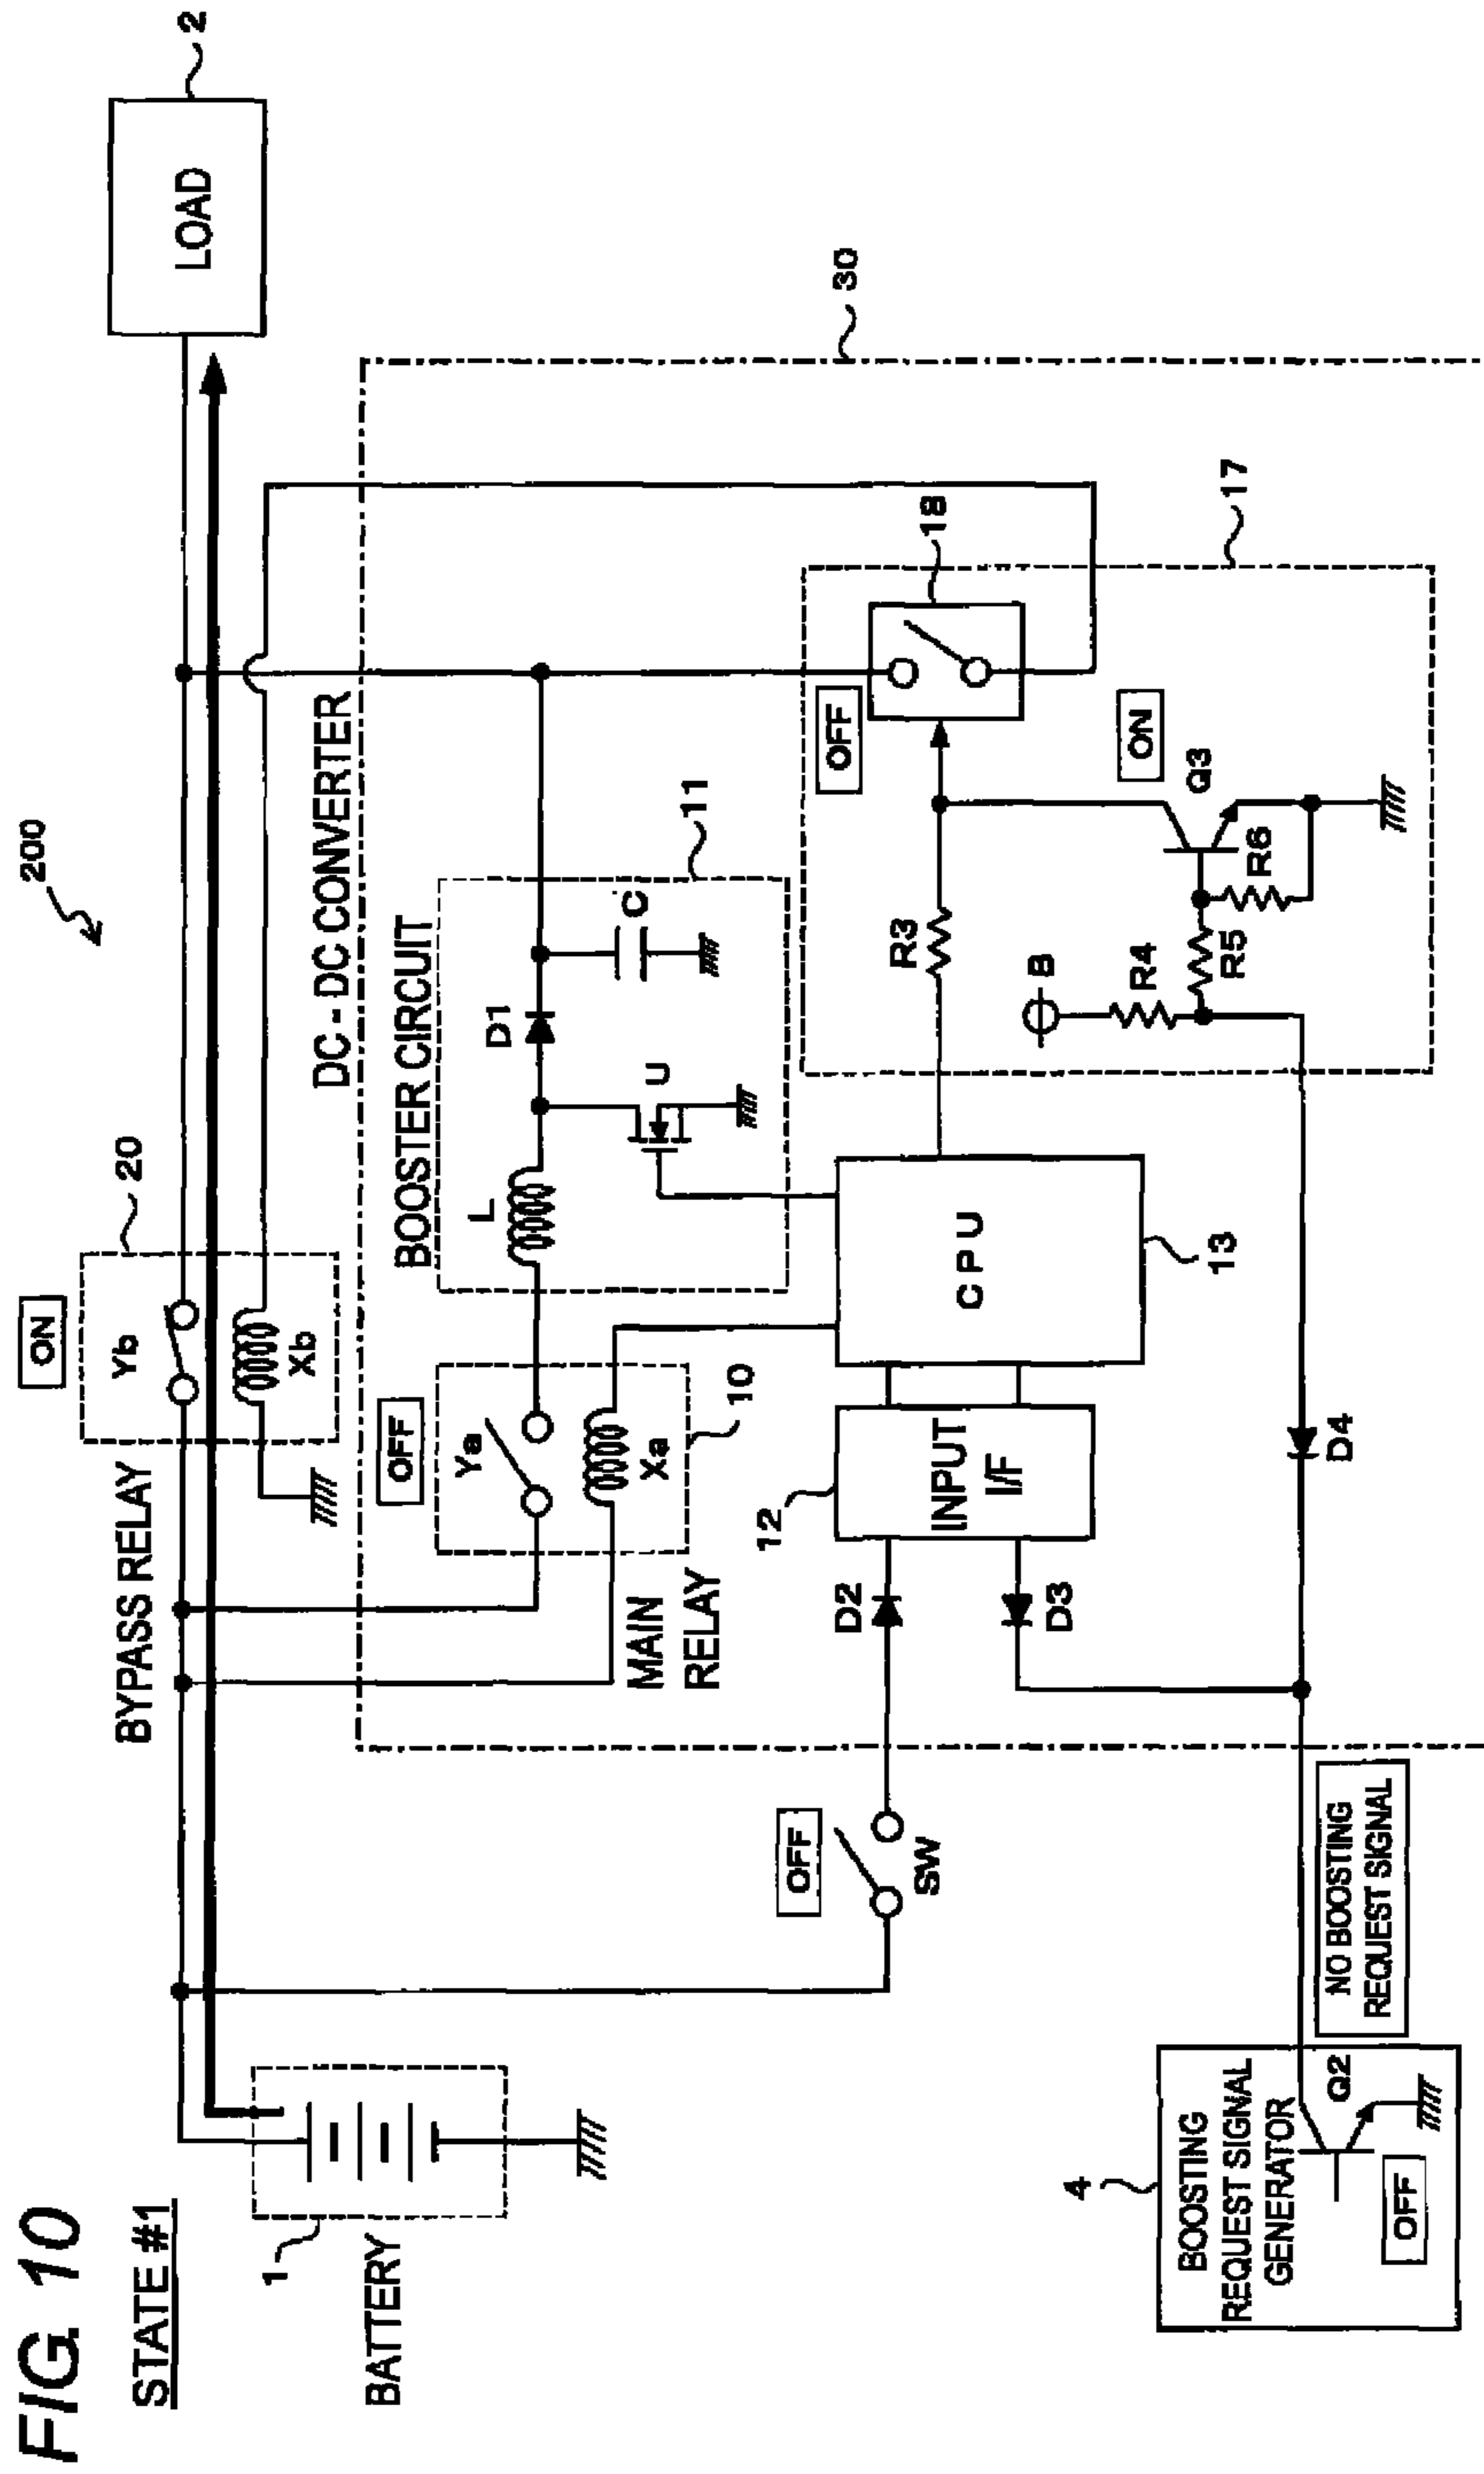 FIG. 10
STATE #1
200
ON
20
2
BYPASS RELAY
Yb
Xb
LOAD
1
BATTERY
DC - DC CONVERTER
30
OFF
Ya
Xa
10
MAIN
RELAY
BOOSTER CIRCUIT
11
L
D1
C
U
OFF
SW
D2
D3
12
INPUT
I/F
CPU
13
OFF
18
17
R3
ON
Q3
B
R4
R5
R6
D4
4
BOOSTING
REQUEST SIGNAL
GENERATOR
Q2
OFF
NO BOOSTING
REQUEST SIGNAL